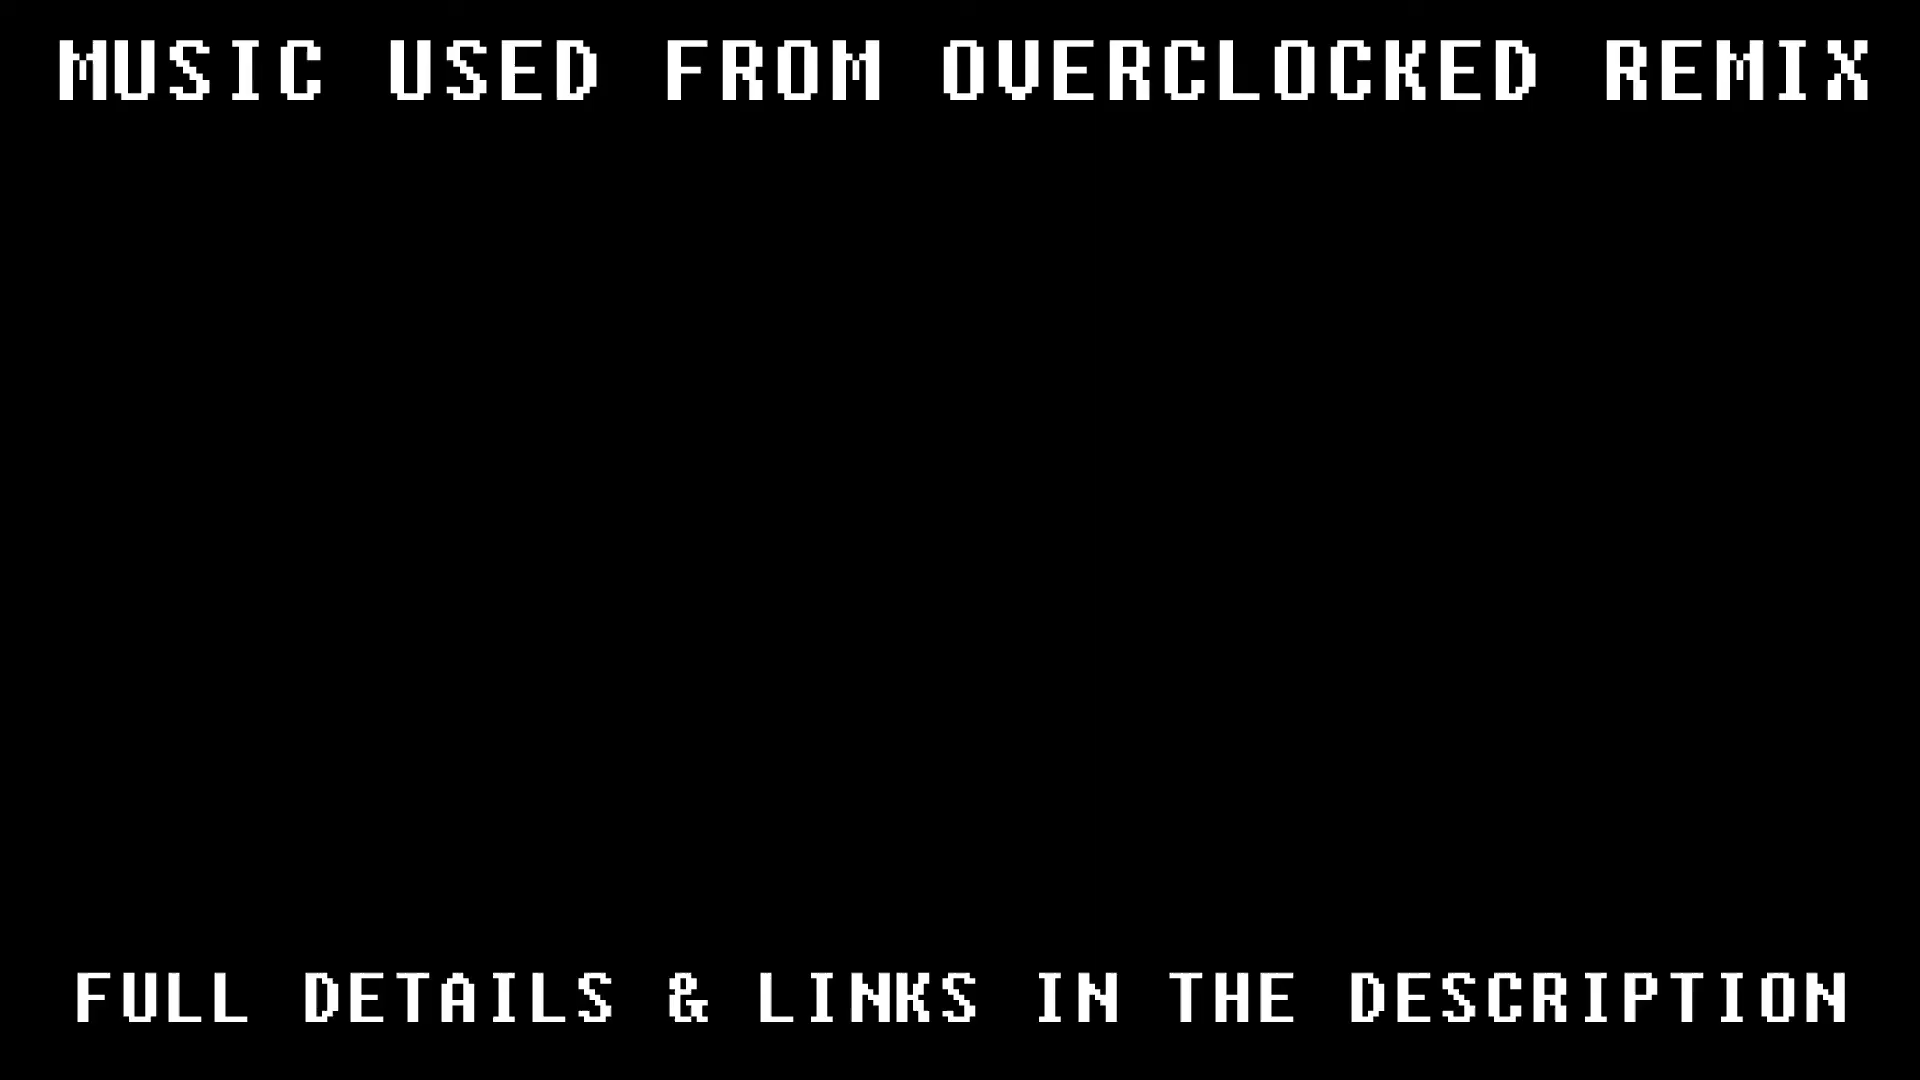 MUSIC USED FROM OVERCLOCKED REMIX
FULL DETAILS & LINKS IN THE DESCRIPTION